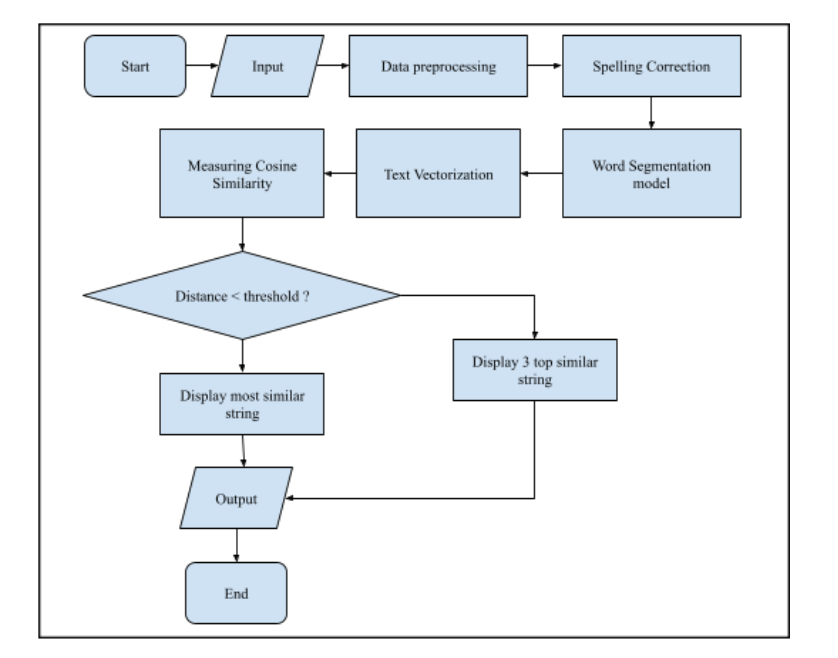 Start
Input
Data preprocessing
Spelling Correction
Word Segmentation
model
Text Vectorization
Measuring Cosine
Similarity
Distance < threshold ?
Display 3 top similar
string
Display most similar
string
Output
End